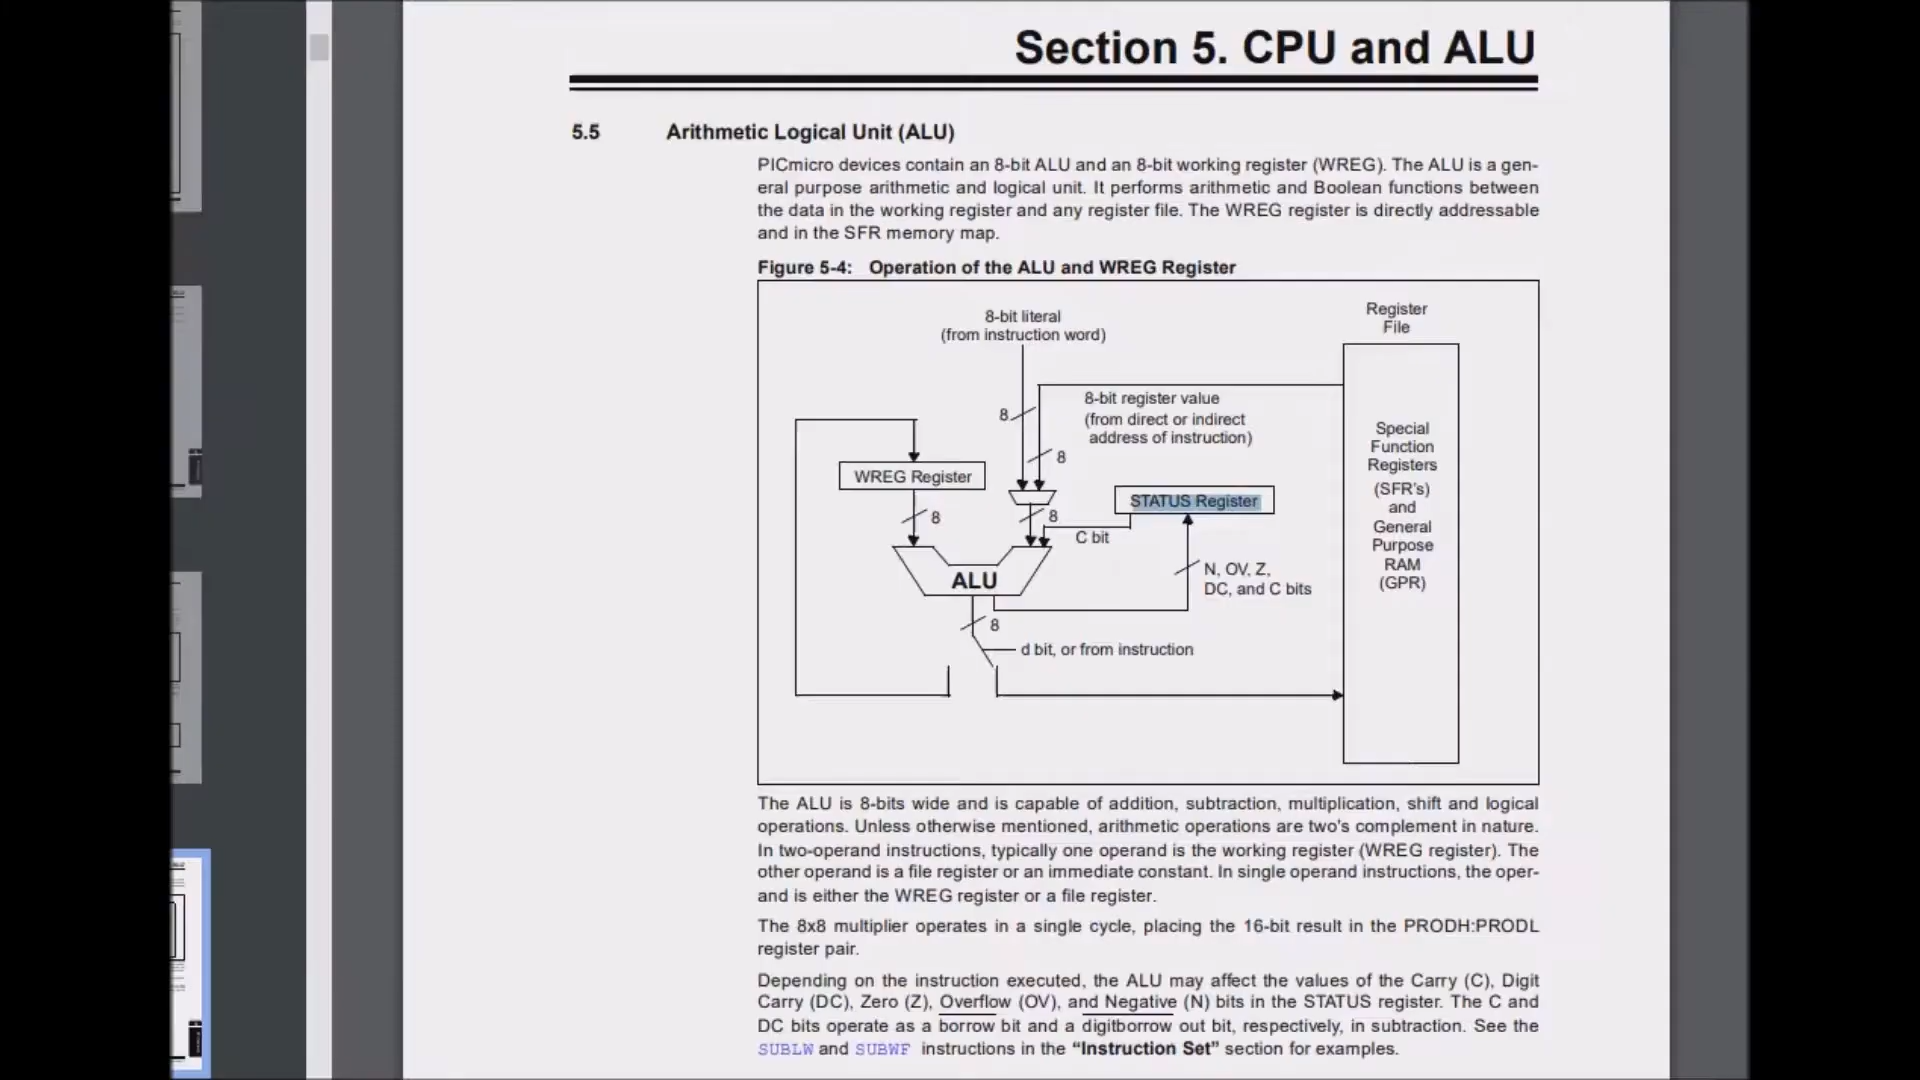 Section 5. CPU and ALU
5.5 Arithmetic Logical Unit (ALU)
PICmicro devices contain an 8-bit ALU and an 8-bit working register (WREG). The ALU is a gen-
eral purpose arithmetic and logical unit. It performs arithmetic and Boolean functions between
the data in the working register and any register file. The WREG register is directly addressable
and in the SFR memory map.
Figure 5-4: Operation of the ALU and WREG Register
8-bit literal
(from instruction word)
Register
File
8
8-bit register value
(from direct or indirect
address of instruction)
8
WREG Register
8
8
STATUS Register
C bit
ALU
N, OV, Z,
DC, and C bits
8
d bit, or from instruction
Special
Function
Registers
(SFR's)
and
General
Purpose
RAM
(GPR)
The ALU is 8-bits wide and is capable of addition, subtraction, multiplication, shift and logical
operations. Unless otherwise mentioned, arithmetic operations are two's complement in nature.
In two-operand instructions, typically one operand is the working register (WREG register). The
other operand is a file register or an immediate constant. In single operand instructions, the oper-
and is either the WREG register or a file register.
The 8x8 multiplier operates in a single cycle, placing the 16-bit result in the PRODH:PRODL
register pair.
Depending on the instruction executed, the ALU may affect the values of the Carry (C), Digit
Carry (DC), Zero (Z), Overflow (OV), and Negative (N) bits in the STATUS register. The C and
DC bits operate as a borrow bit and a digitborrow out bit, respectively, in subtraction. See the
SUBLW and SUBWF instructions in the “Instruction Set” section for examples.